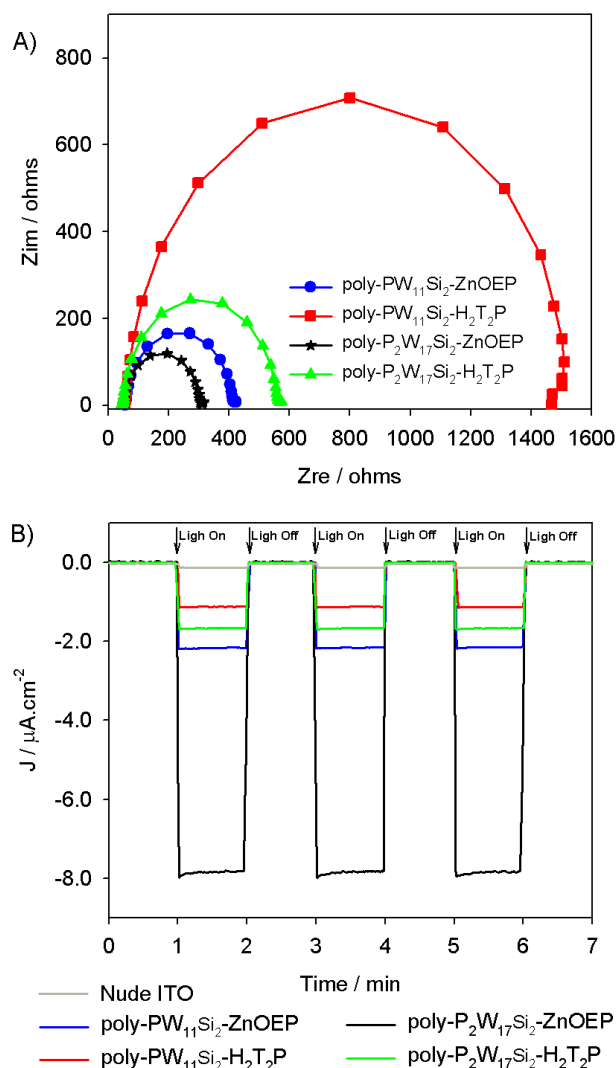 A)
800
600
400
200
0
Zim / ohms
poly-PW₁₁Si₂-ZnOEP
poly-PW₁₁Si₂-H₂T₂P
poly-P₂W₁₇Si₂-ZnOEP
poly-P₂W₁₇Si₂-H₂T₂P
0 200 400 600 800 1000 1200 1400 1600
Zre / ohms
B)
Ligh On Ligh Off Ligh On Ligh Off Ligh On Ligh Off
0.0
-2.0
-4.0
-6.0
-8.0
J / μA.cm⁻²
0 1 2 3 4 5 6 7
Time / min
Nude ITO
poly-PW₁₁Si₂-ZnOEP poly-P₂W₁₇Si₂-ZnOEP
poly-PW₁₁Si₂-H₂T₂P poly-P₂W₁₇Si₂-H₂T₂P